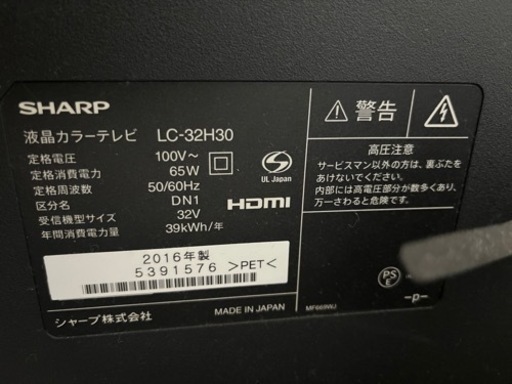 SHARP
液晶カラーテレビ LC-32H30
定格電圧 100V～
定格消費電力 65W
定格周波数 50/60Hz
区分名 DN1
受信機型サイズ 32V
年間消費電力量 39kWh/年
UL Japan
HDMI
2016年製
5391576 >PET<
シャープ株式会社
MADE IN JAPAN
警告
高圧注意
サービスマン以外の方は、裏ぶたを
あけないでください。
内部には高電圧部分が数多くあり、
万一さわると危険です。
PS
E
-p-